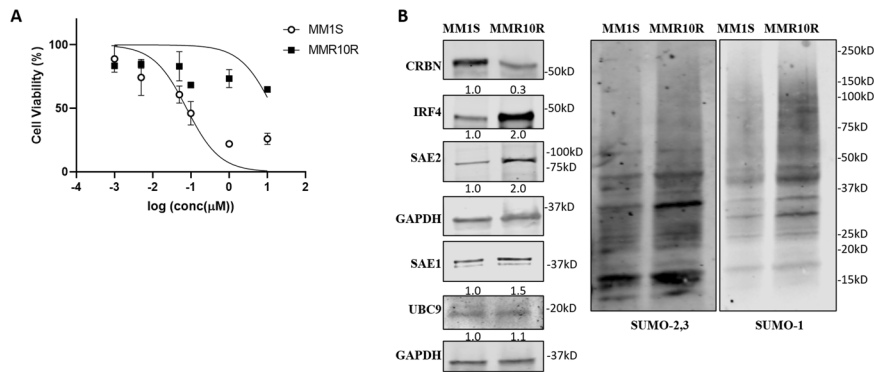 A
MM1S
MMR10R
Cell Viability (%)
100
50
0
-4
-3
-2
-1
0
1
2
log (conc(μM))
B
MM1S MMR10R
CRBN
-50kD
1.0 0.3
IRF4
-50kD
1.0 2.0
SAE2
-100kD
-75kD
1.0 2.0
GAPDH
-37kD
SAE1
-37kD
1.0 1.5
UBC9
-20kD
1.0 1.1
GAPDH
-37kD
MM1S MMR10R
SUMO-2,3
MM1S MMR10R
-250kD
-150kD
-100kD
-75kD
-50kD
-37kD
-25kD
-20kD
-15kD
SUMO-1